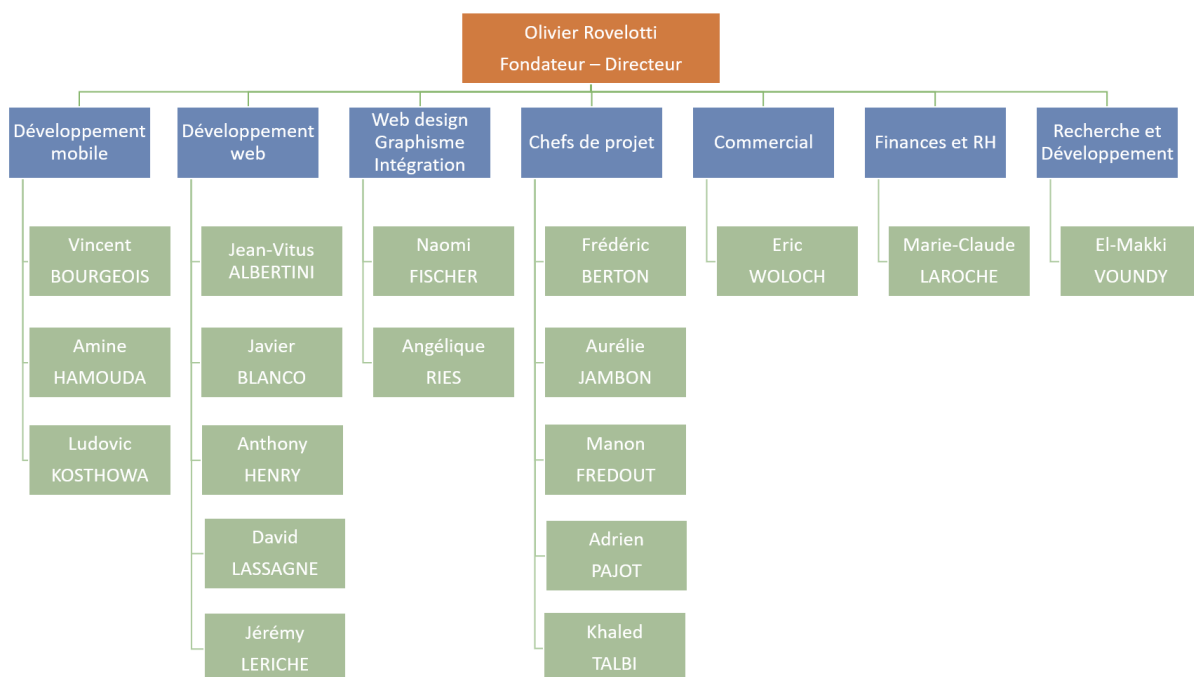 Olivier Rovelotti
Fondateur – Directeur
Développement
mobile
Développement
web
Web design
Graphisme
Intégration
Chefs de projet
Commercial
Finances et RH
Recherche et
Développement
Vincent
BOURGEOIS
Amine
HAMOUDA
Ludovic
KOSTHOWA
Jean-Vitus
ALBERTINI
Javier
BLANCO
Anthony
HENRY
David
LASSAGNE
Jérémy
LERICHE
Naomi
FISCHER
Angélique
RIES
Frédéric
BERTON
Aurélie
JAMBON
Manon
FREDOUT
Adrien
PAJOT
Khaled
TALBI
Eric
WOLOCH
Marie-Claude
LAROCHE
El-Makki
VOUNDY